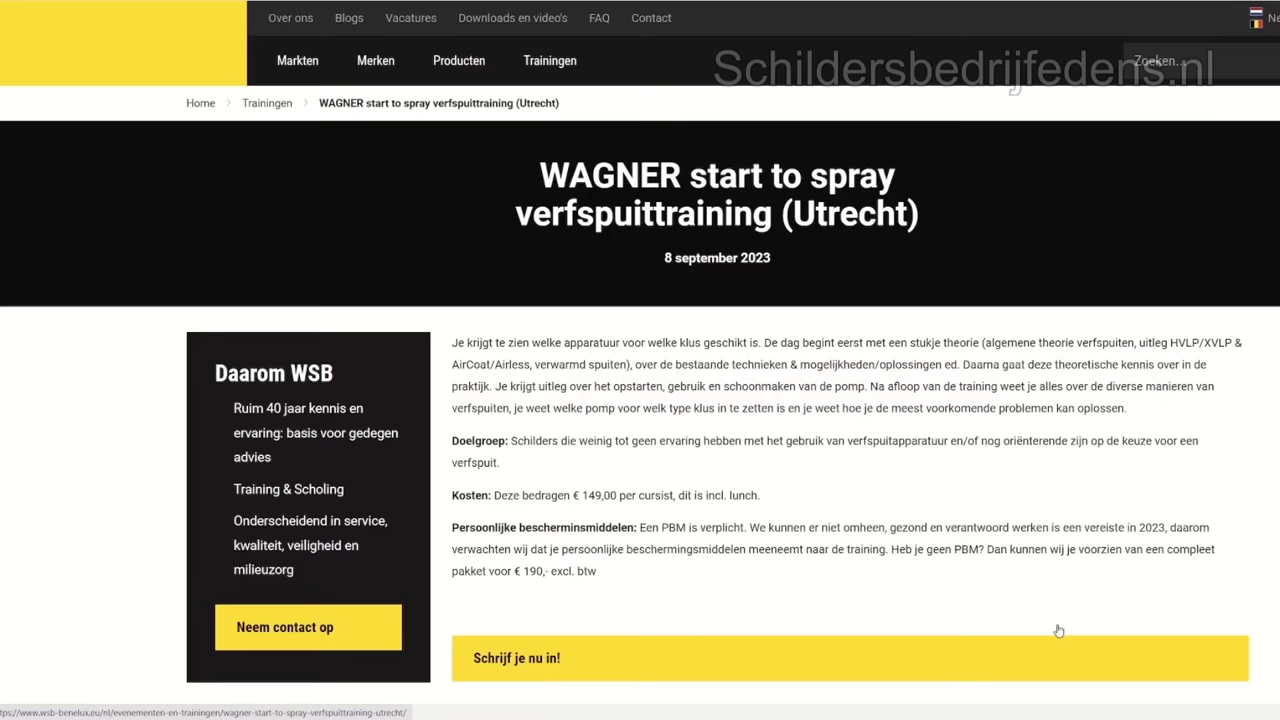 Over ons Blogs Vacatures Downloads en video's FAQ Contact Ne
Markten Merken Producten Trainingen Zoeken...
Schildersbedrijfedens.nl
Home Trainingen WAGNER start to spray verfspuittraining (Utrecht)
WAGNER start to spray
verfspuittraining (Utrecht)
8 september 2023
Daarom WSB
Ruim 40 jaar kennis en
ervaring: basis voor gedegen
advies
Training & Scholing
Onderscheidend in service,
kwaliteit, veiligheid en
milieuzorg
Neem contact op
Je krijgt te zien welke apparatuur voor welke klus geschikt is. De dag begint eerst met een stukje theorie (algemene theorie verfspuiten, uitleg HVLP/XVLP &
AirCoat/Airless, verwarmd spuiten), over de bestaande technieken & mogelijkheden/oplossingen ed. Daarna gaat deze theoretische kennis over in de
praktijk. Je krijgt uitleg over het opstarten, gebruik en schoonmaken van de pomp. Na afloop van de training weet je alles over de diverse manieren van
verfspuiten, je weet welke pomp voor welk type klus in te zetten is en je weet hoe je de meest voorkomende problemen kan oplossen.
Doelgroep: Schilders die weinig tot geen ervaring hebben met het gebruik van verfspuitapparatuur en/of nog oriënterende zijn op de keuze voor een
verfspuit.
Kosten: Deze bedragen € 149,00 per cursist, dit is incl. lunch.
Persoonlijke bescherminsmiddelen: Een PBM is verplicht. We kunnen er niet omheen, gezond en verantwoord werken is een vereiste in 2023, daarom
verwachten wij dat je persoonlijke beschermingsmiddelen meeneemt naar de training. Heb je geen PBM? Dan kunnen wij je voorzien van een compleet
pakket voor € 190,- excl. btw
Schrijf je nu in!
tps://www.wsb-benelux.eu/nl/evenementen-en-trainingen/wagner-start-to-spray-verfspuittraining-utrecht/